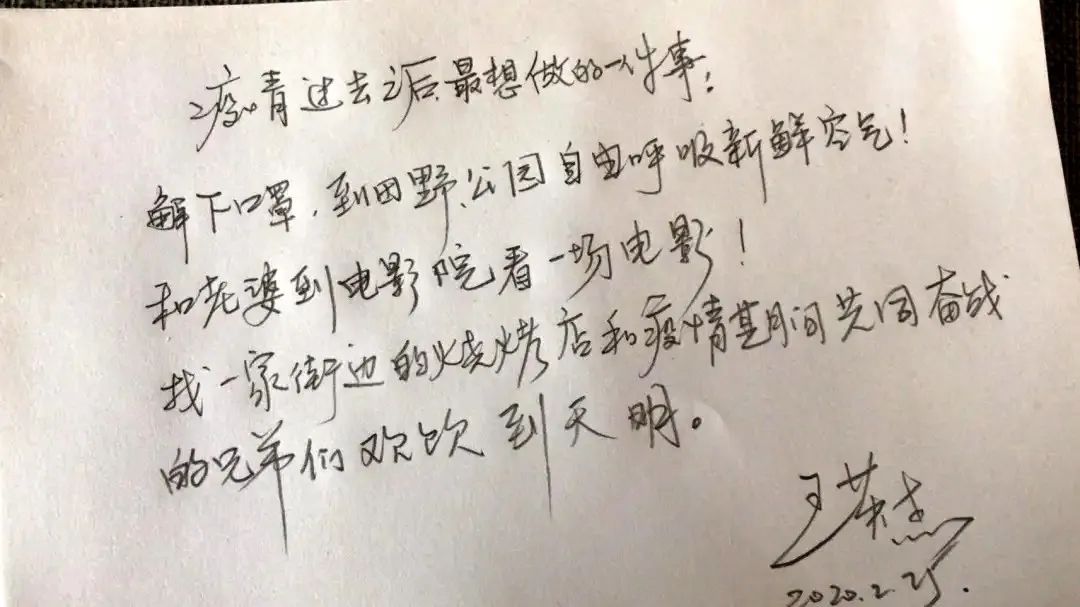 疫情过去之后最想做的一件事：
解下口罩，到田野、公园自由呼吸新鲜空气！
和老婆到电影院看一场电影！
找一家街边的烧烤店和疫情期间共同奋战
的兄弟们欢饮到天明。
王荣杰
2020.2.25.